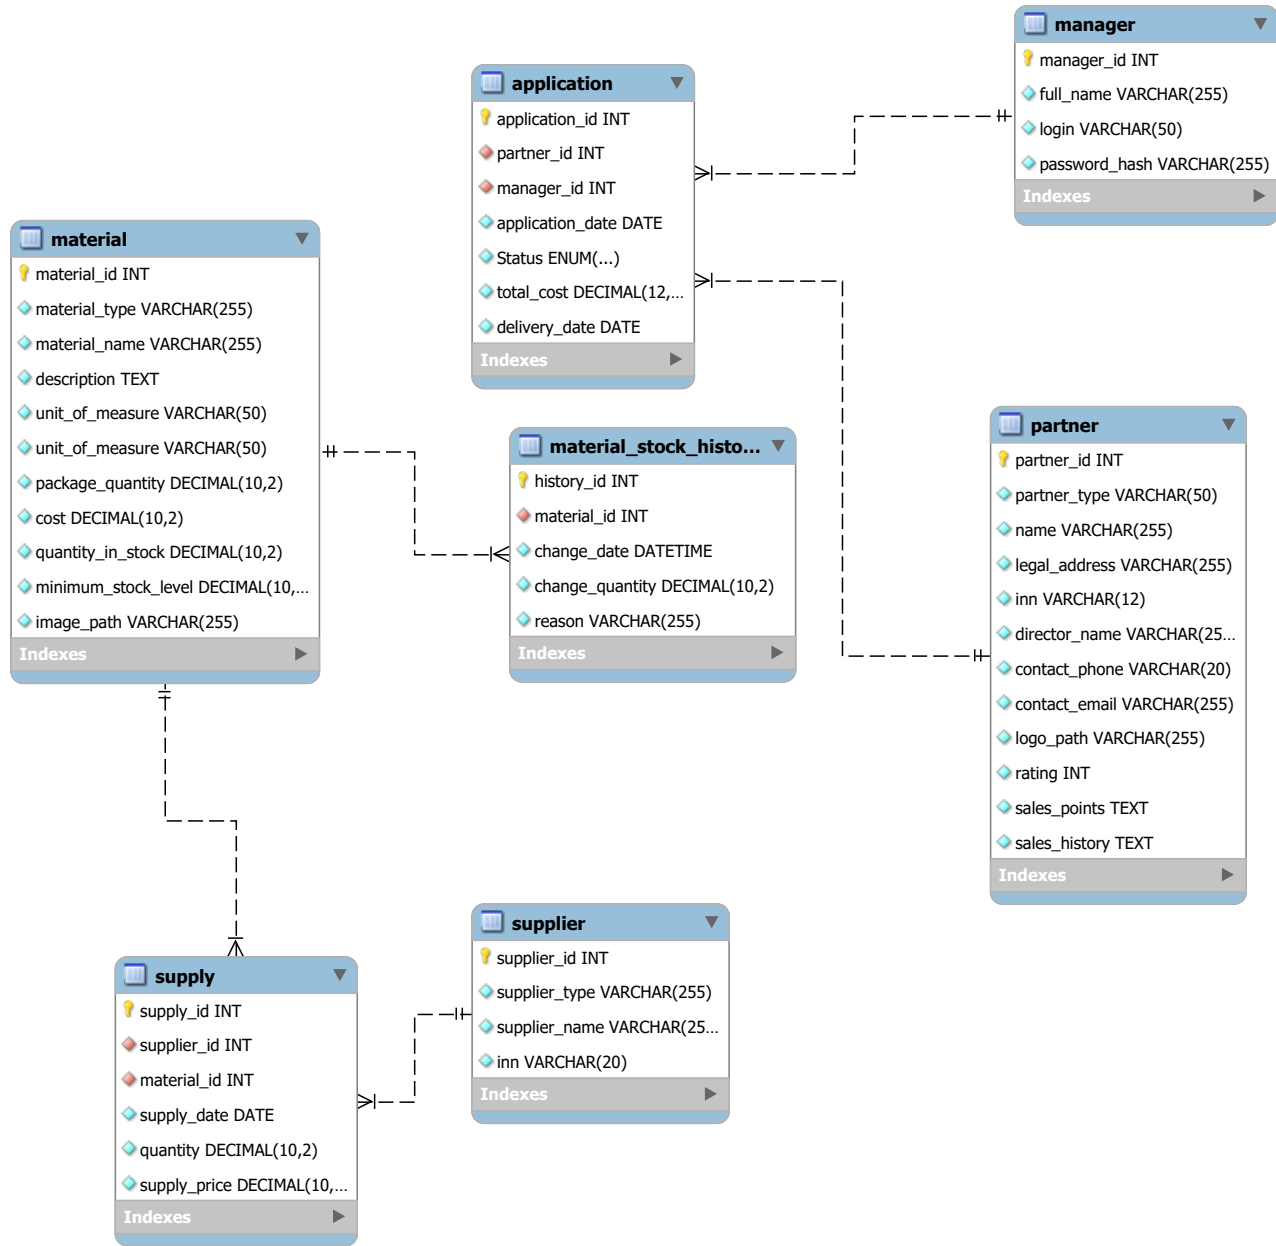 manager
manager_id INT
full_name VARCHAR(255)
login VARCHAR(50)
password_hash VARCHAR(255)
Indexes
application
application_id INT
partner_id INT
manager_id INT
application_date DATE
Status ENUM(...)
total_cost DECIMAL(12,...
delivery_date DATE
Indexes
material
material_id INT
material_type VARCHAR(255)
material_name VARCHAR(255)
description TEXT
unit_of_measure VARCHAR(50)
unit_of_measure VARCHAR(50)
package_quantity DECIMAL(10,2)
cost DECIMAL(10,2)
quantity_in_stock DECIMAL(10,2)
minimum_stock_level DECIMAL(10,...
image_path VARCHAR(255)
Indexes
material_stock_histo...
history_id INT
material_id INT
change_date DATETIME
change_quantity DECIMAL(10,2)
reason VARCHAR(255)
Indexes
partner
partner_id INT
partner_type VARCHAR(50)
name VARCHAR(255)
legal_address VARCHAR(255)
inn VARCHAR(12)
director_name VARCHAR(25...
contact_phone VARCHAR(20)
contact_email VARCHAR(255)
logo_path VARCHAR(255)
rating INT
sales_points TEXT
sales_history TEXT
Indexes
supplier
supplier_id INT
supplier_type VARCHAR(255)
supplier_name VARCHAR(25...
inn VARCHAR(20)
Indexes
supply
supply_id INT
supplier_id INT
material_id INT
supply_date DATE
quantity DECIMAL(10,2)
supply_price DECIMAL(10,...
Indexes